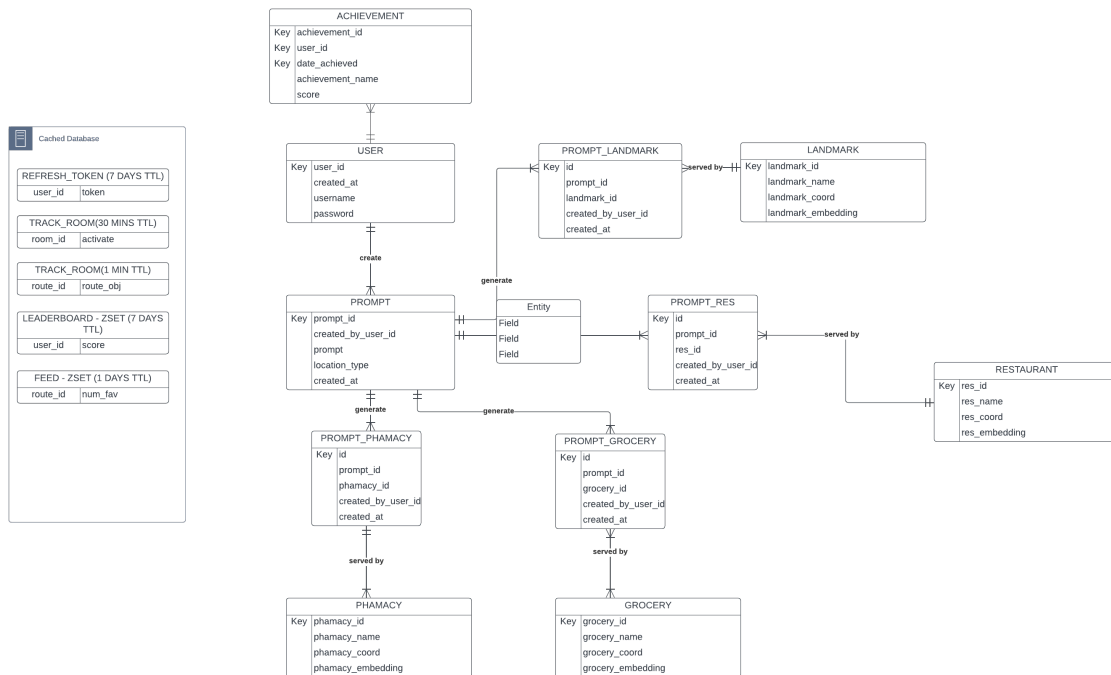 ACHIEVEMENT
Key achievement_id
Key user_id
Key date_achieved
achievement_name
score
Cached Database
REFRESH_TOKEN (7 DAYS TTL)
user_id token
TRACK_ROOM(30 MINS TTL)
room_id activate
TRACK_ROOM(1 MIN TTL)
route_id route_obj
LEADERBOARD - ZSET (7 DAYS
TTL)
user_id score
FEED - ZSET (1 DAYS TTL)
route_id num_fav
USER
Key user_id
created_at
username
password
create
PROMPT_LANDMARK
Key id
prompt_id
landmark_id
created_by_user_id
created_at
served by
LANDMARK
Key landmark_id
landmark_name
landmark_coord
landmark_embedding
generate
PROMPT
Key prompt_id
created_by_user_id
prompt
location_type
created_at
Entity
Field
Field
Field
PROMPT_RES
Key id
prompt_id
res_id
created_by_user_id
created_at
served by
RESTAURANT
Key res_id
res_name
res_coord
res_embedding
generate
generate
PROMPT_PHAMACY
Key id
prompt_id
phamacy_id
created_by_user_id
created_at
PROMPT_GROCERY
Key id
prompt_id
grocery_id
created_by_user_id
created_at
served by
served by
PHAMACY
Key phamacy_id
phamacy_name
phamacy_coord
phamacy_embedding
GROCERY
Key grocery_id
grocery_name
grocery_coord
grocery_embedding